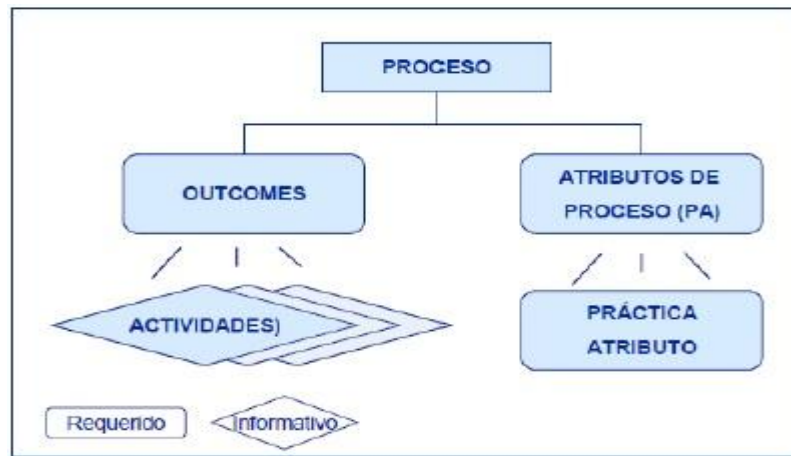 PROCESO
OUTCOMES
ATRIBUTOS DE
PROCESO (PA)
ACTIVIDADES)
PRÁCTICA
ATRIBUTO
Requerido
Informativo